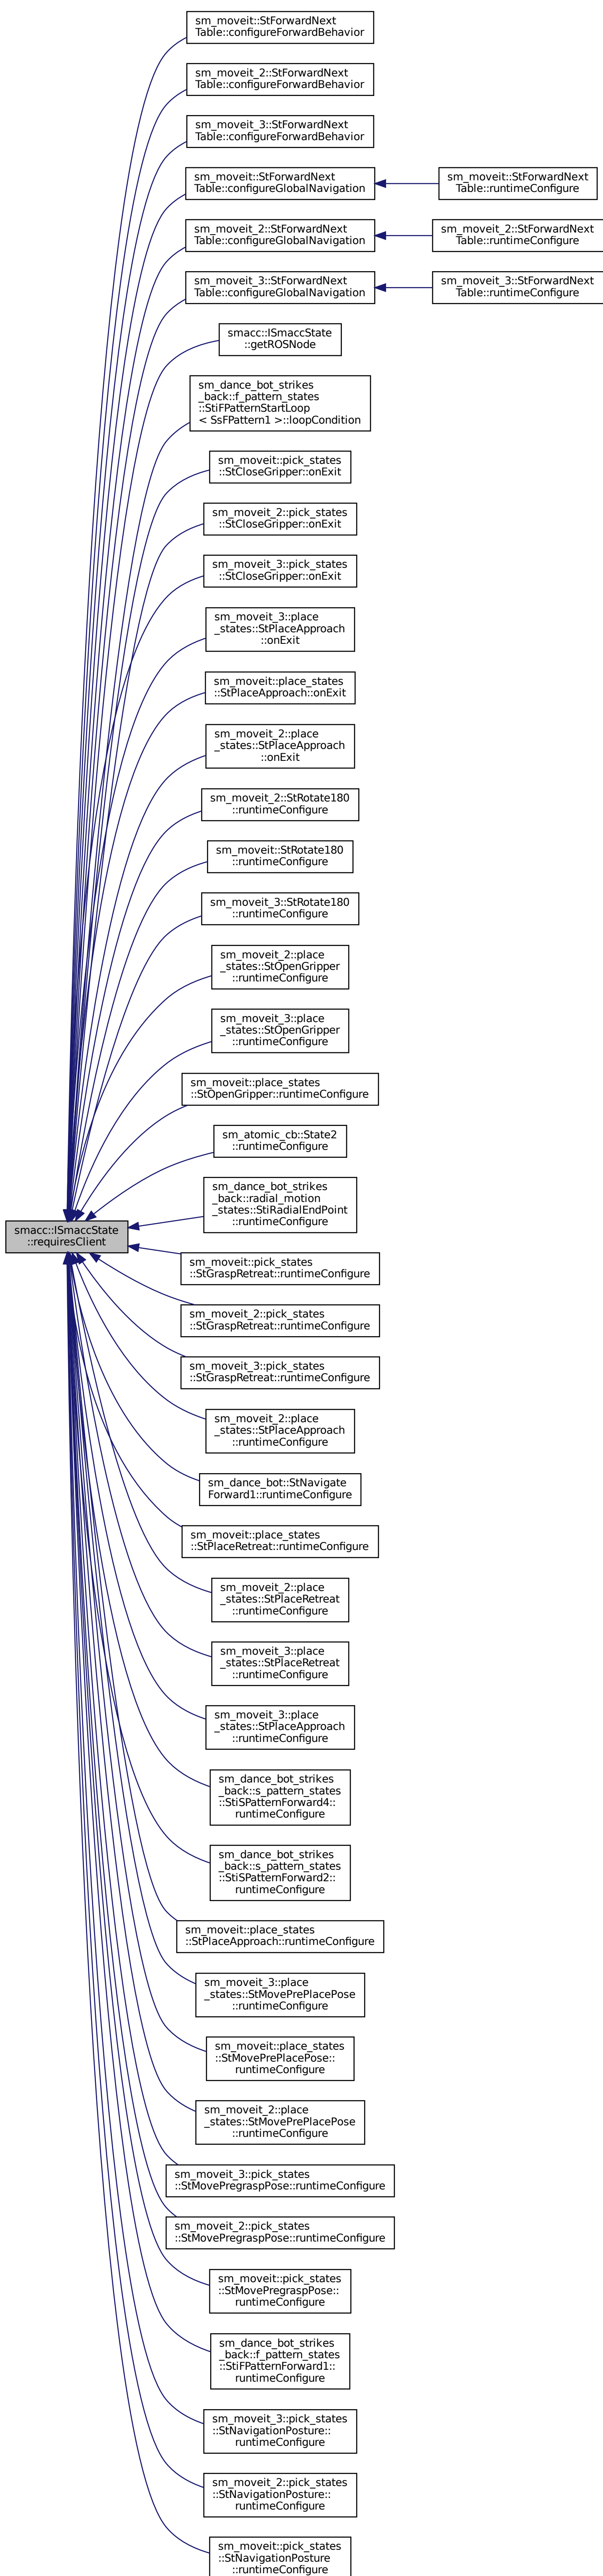 sm_moveit::StForwardNext
Table::configureForwardBehavior
sm_moveit_2::StForwardNext
Table::configureForwardBehavior
sm_moveit_3::StForwardNext
Table::configureForwardBehavior
sm_moveit::StForwardNext
Table::configureGlobalNavigation
sm_moveit::StForwardNext
Table::runtimeConfigure
sm_moveit_2::StForwardNext
Table::configureGlobalNavigation
sm_moveit_2::StForwardNext
Table::runtimeConfigure
sm_moveit_3::StForwardNext
Table::configureGlobalNavigation
sm_moveit_3::StForwardNext
Table::runtimeConfigure
smacc::ISmaccState
::getROSNode
sm_dance_bot_strikes
_back::f_pattern_states
::StiFPatternStartLoop
< SsFPattern1 >::loopCondition
sm_moveit::pick_states
::StCloseGripper::onExit
sm_moveit_2::pick_states
::StCloseGripper::onExit
sm_moveit_3::pick_states
::StCloseGripper::onExit
sm_moveit_3::place
_states::StPlaceApproach
::onExit
sm_moveit::place_states
::StPlaceApproach::onExit
sm_moveit_2::place
_states::StPlaceApproach
::onExit
sm_moveit_2::StRotate180
::runtimeConfigure
sm_moveit::StRotate180
::runtimeConfigure
sm_moveit_3::StRotate180
::runtimeConfigure
sm_moveit_2::place
_states::StOpenGripper
::runtimeConfigure
sm_moveit_3::place
_states::StOpenGripper
::runtimeConfigure
sm_moveit::place_states
::StOpenGripper::runtimeConfigure
sm_atomic_cb::State2
::runtimeConfigure
sm_dance_bot_strikes
_back::radial_motion
_states::StiRadialEndPoint
::runtimeConfigure
smacc::ISmaccState
::requiresClient
sm_moveit::pick_states
::StGraspRetreat::runtimeConfigure
sm_moveit_2::pick_states
::StGraspRetreat::runtimeConfigure
sm_moveit_3::pick_states
::StGraspRetreat::runtimeConfigure
sm_moveit_2::place
_states::StPlaceApproach
::runtimeConfigure
sm_dance_bot::StNavigate
Forward1::runtimeConfigure
sm_moveit::place_states
::StPlaceRetreat::runtimeConfigure
sm_moveit_2::place
_states::StPlaceRetreat
::runtimeConfigure
sm_moveit_3::place
_states::StPlaceRetreat
::runtimeConfigure
sm_moveit_3::place
_states::StPlaceApproach
::runtimeConfigure
sm_dance_bot_strikes
_back::s_pattern_states
::StiSPatternForward4::
runtimeConfigure
sm_dance_bot_strikes
_back::s_pattern_states
::StiSPatternForward2::
runtimeConfigure
sm_moveit::place_states
::StPlaceApproach::runtimeConfigure
sm_moveit_3::place
_states::StMovePrePlacePose
::runtimeConfigure
sm_moveit::place_states
::StMovePrePlacePose::
runtimeConfigure
sm_moveit_2::place
_states::StMovePrePlacePose
::runtimeConfigure
sm_moveit_3::pick_states
::StMovePregraspPose::runtimeConfigure
sm_moveit_2::pick_states
::StMovePregraspPose::runtimeConfigure
sm_moveit::pick_states
::StMovePregraspPose::
runtimeConfigure
sm_dance_bot_strikes
_back::f_pattern_states
::StiFPatternForward1::
runtimeConfigure
sm_moveit_3::pick_states
::StNavigationPosture::
runtimeConfigure
sm_moveit_2::pick_states
::StNavigationPosture::
runtimeConfigure
sm_moveit::pick_states
::StNavigationPosture
::runtimeConfigure